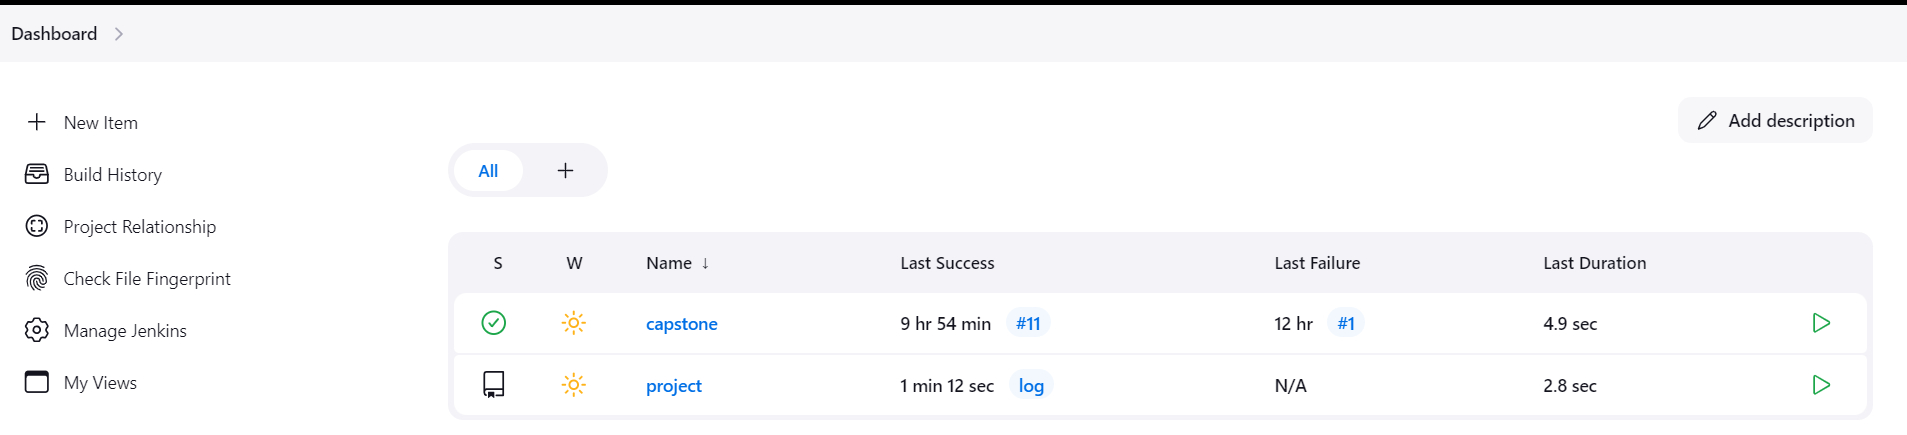 Dashboard
New Item
Build History
Project Relationship
Check File Fingerprint
Manage Jenkins
My Views
Add description
All
S W Name ↓ Last Success Last Failure Last Duration
capstone 9 hr 54 min #11 12 hr #1 4.9 sec
project 1 min 12 sec log N/A 2.8 sec